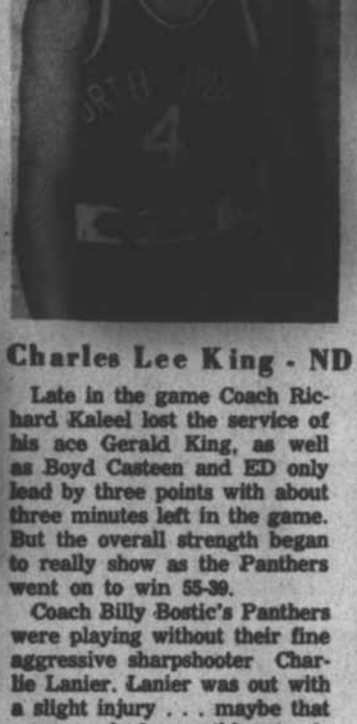 4
Charles Lee King - ND
Late in the game Coach Ric-
hard Kaleel lost the service of
his ace Gerald King, as well
as Boyd Casteen and ED only
lead by three points with about
three minutes left in the game.
But the overall strength began
to really show as the Panthers
went on to win 55-39.
Coach Billy Bostic's Panthers
were playing without their fine
aggressive sharpshooter Char-
lie Lanier. Lanier was out with
a slight injury . . . maybe that